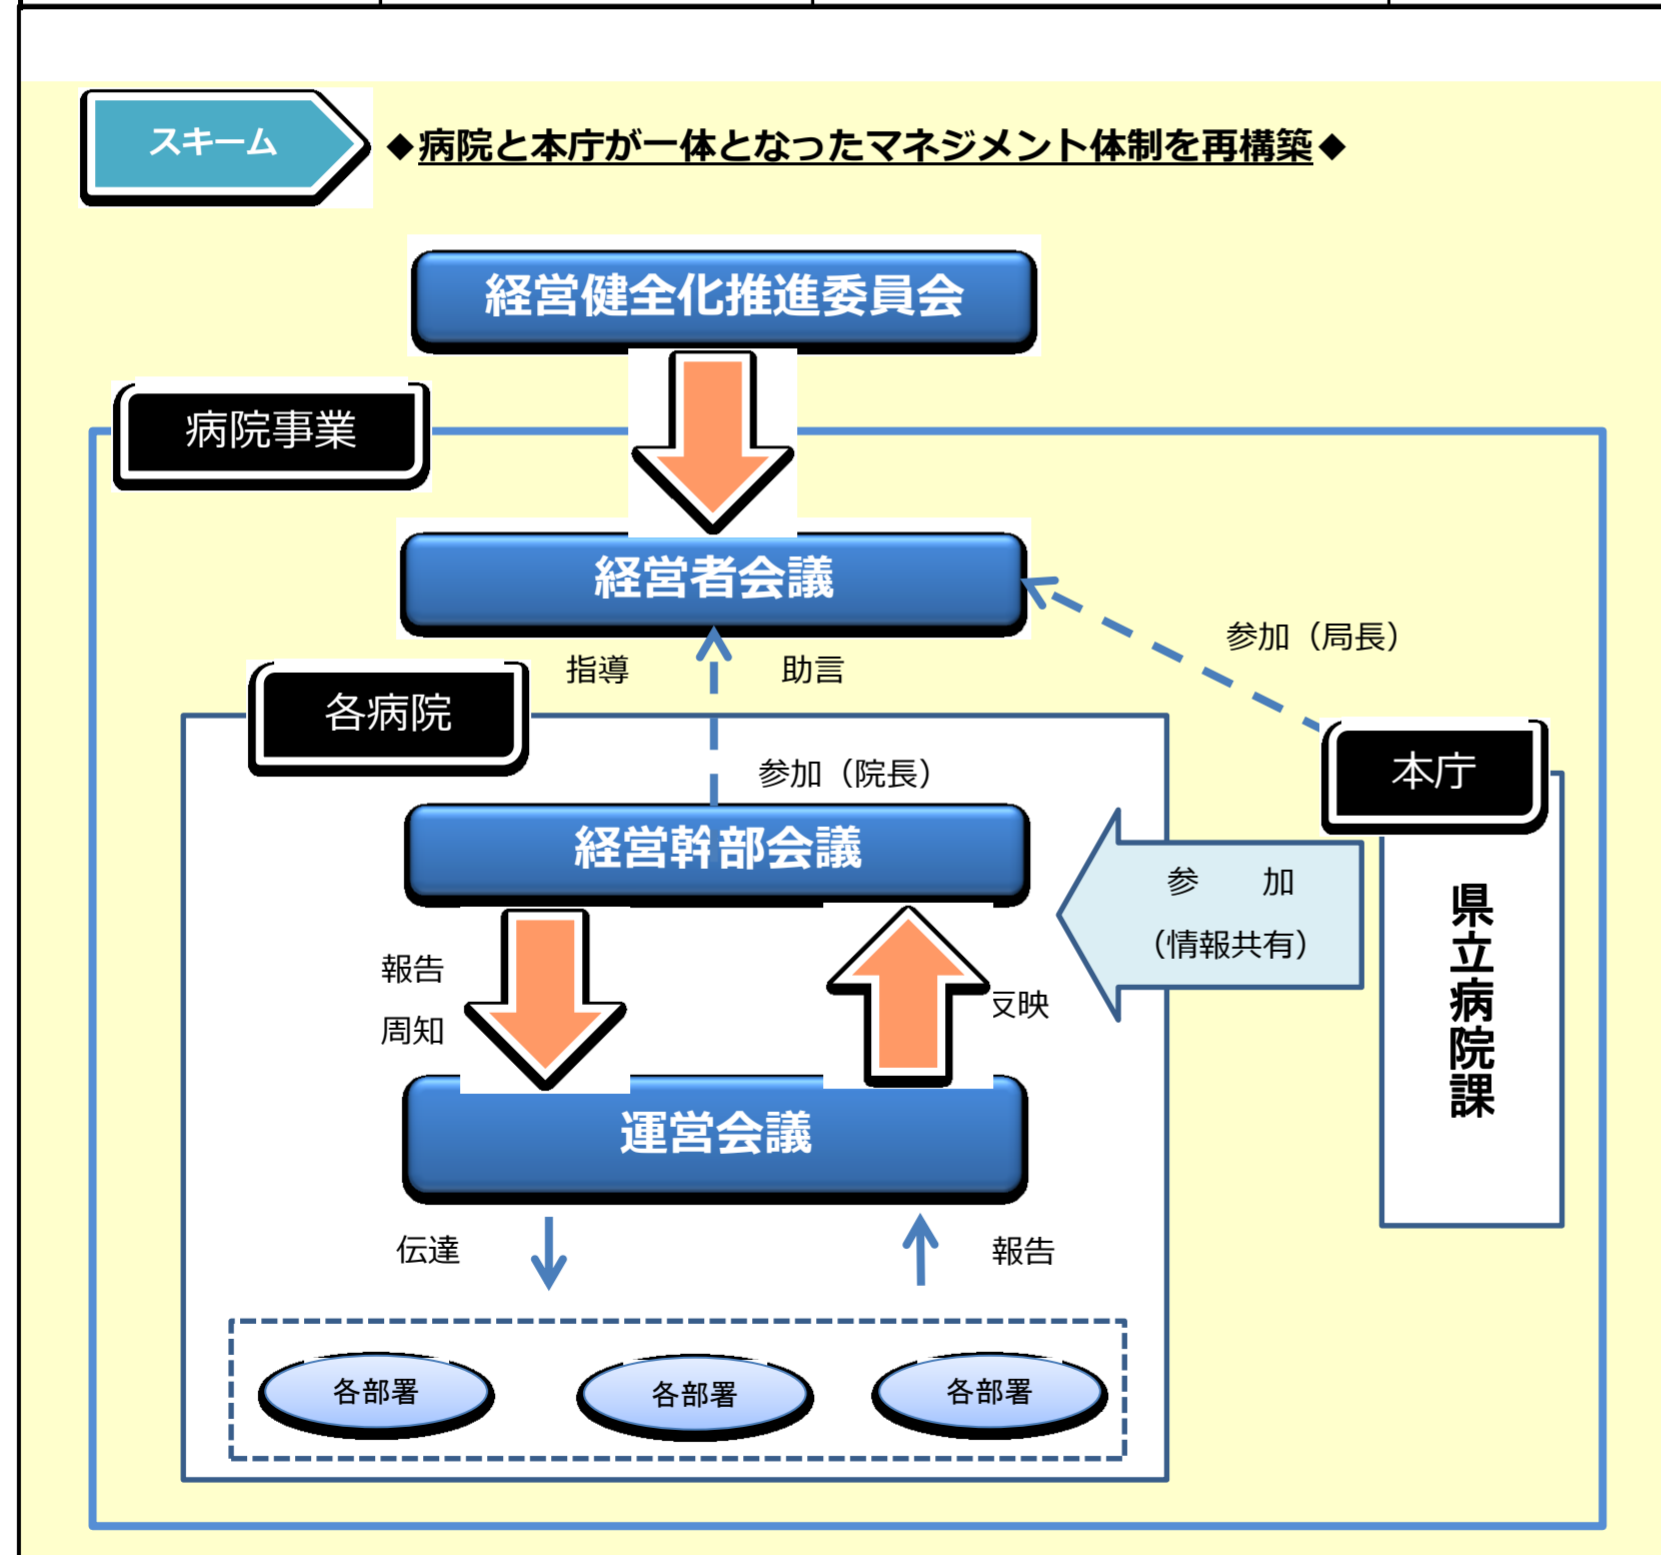 スキーム
◆病院と本庁が一体となったマネジメント体制を再構築◆
経営健全化推進委員会
病院事業
経営者会議
参加（局長）
指導 助言
各病院
本庁
参加（院長）
経営幹部会議
参 加
（情報共有）
県立病院課
報告
周知
反映
運営会議
伝達
報告
各部署 各部署 各部署